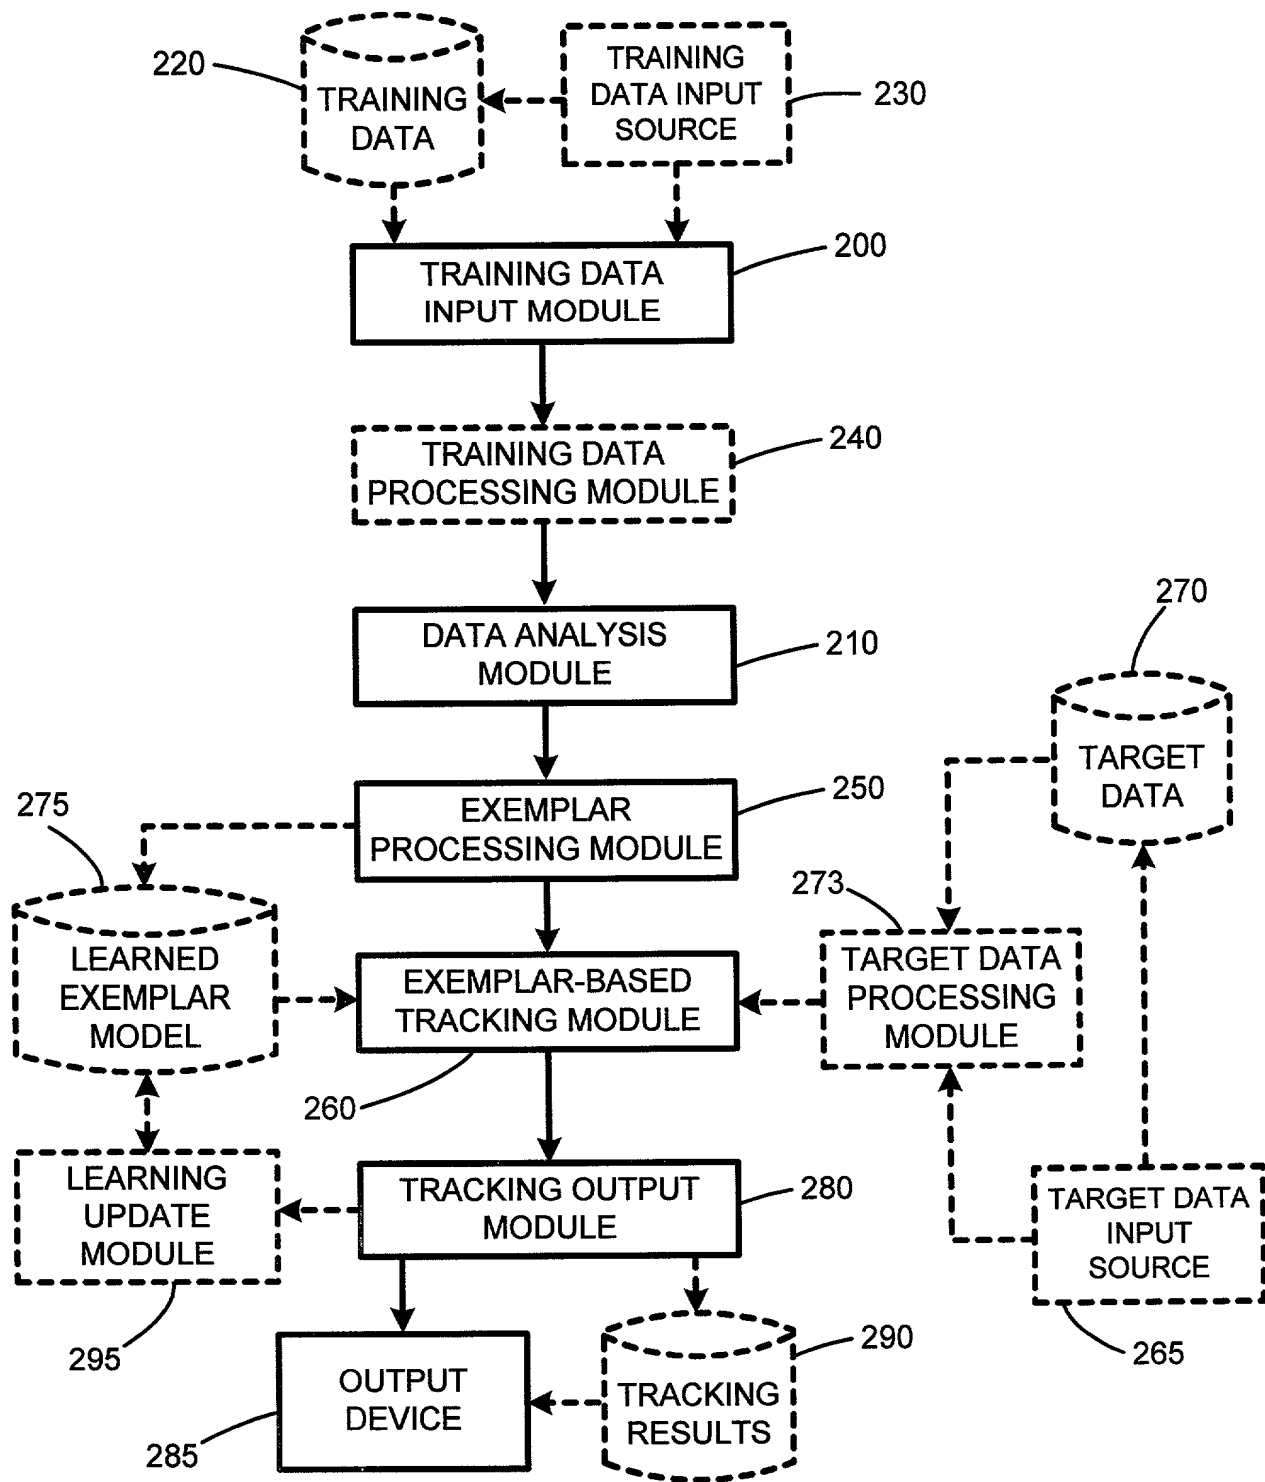 220
TRAINING
DATA
TRAINING
DATA INPUT
SOURCE
230
TRAINING DATA
INPUT MODULE
200
TRAINING DATA
PROCESSING MODULE
240
DATA ANALYSIS
MODULE
210
270
TARGET
DATA
EXEMPLAR
PROCESSING MODULE
250
275
LEARNED
EXEMPLAR
MODEL
EXEMPLAR-BASED
TRACKING MODULE
260
273
TARGET DATA
PROCESSING
MODULE
LEARNING
UPDATE
MODULE
295
TRACKING OUTPUT
MODULE
280
TARGET DATA
INPUT
SOURCE
265
OUTPUT
DEVICE
285
TRACKING
RESULTS
290